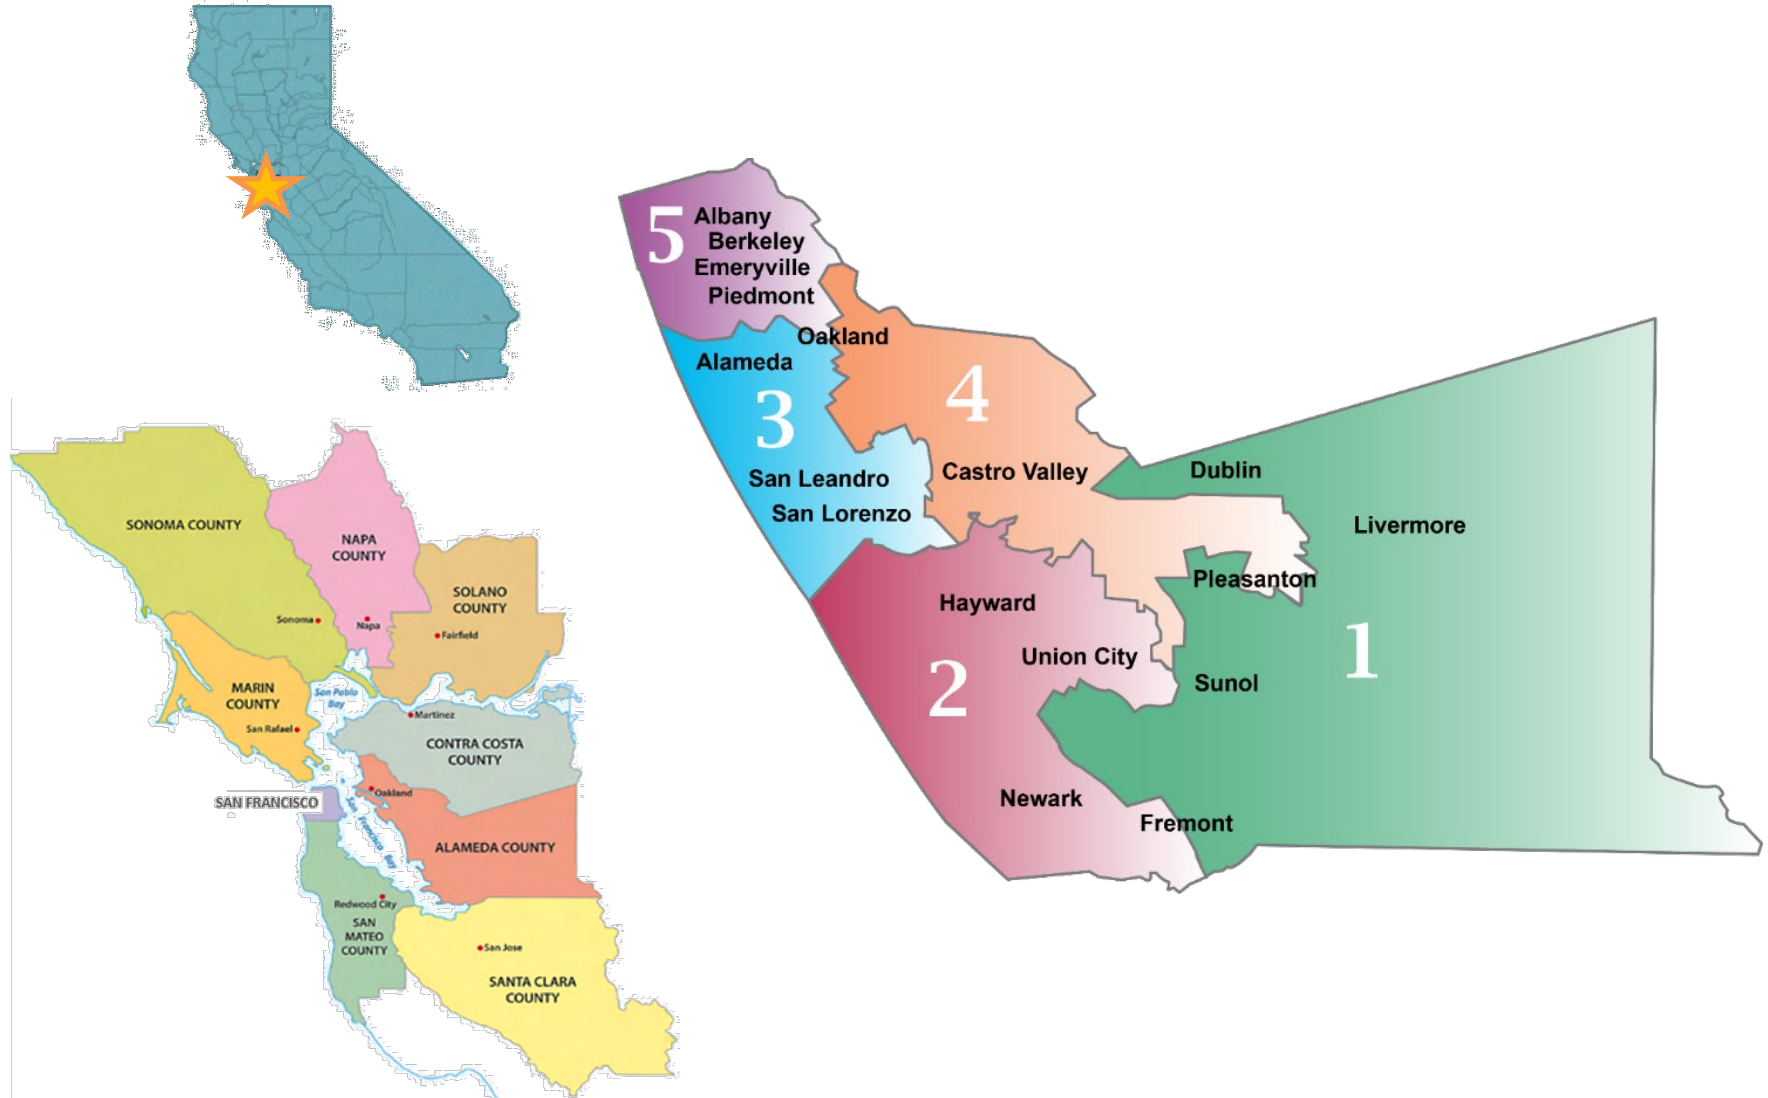 SONOMA COUNTY
NAPA
COUNTY
SOLANO
COUNTY
Sonoma
Napa
Fairfield
MARIN
COUNTY
San Rafael
San Pablo
Bay
Martinez
CONTRA COSTA
COUNTY
SAN FRANCISCO
Oakland
San
Francisco
Bay
ALAMEDA COUNTY
Redwood City
SAN
MATEO
COUNTY
San Jose
SANTA CLARA
COUNTY
5
Albany
Berkeley
Emeryville
Piedmont
Oakland
Alameda
3
4
San Leandro
San Lorenzo
Castro Valley
Dublin
Livermore
Pleasanton
Hayward
Union City
2
Sunol
1
Newark
Fremont